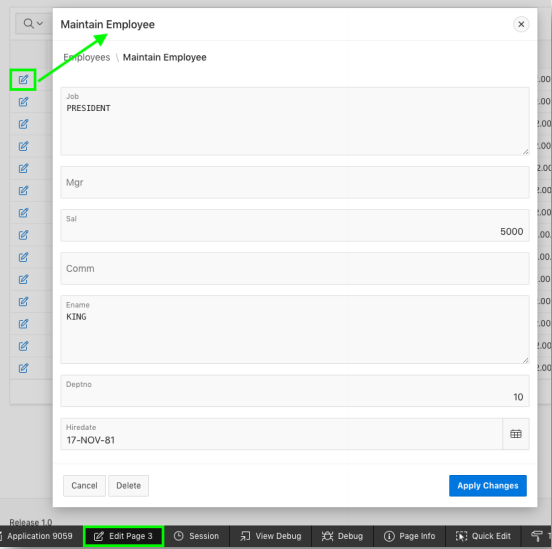 Maintain Employee
Employees \ Maintain Employee
Job
PRESIDENT
Mgr
Sal
5000
Comm
Ename
KING
Deptno
10
Hiredate
17-NOV-81
Cancel Delete Apply Changes
Release 1.0
Application 9059 Edit Page 3 Session View Debug Debug Page Info Quick Edit